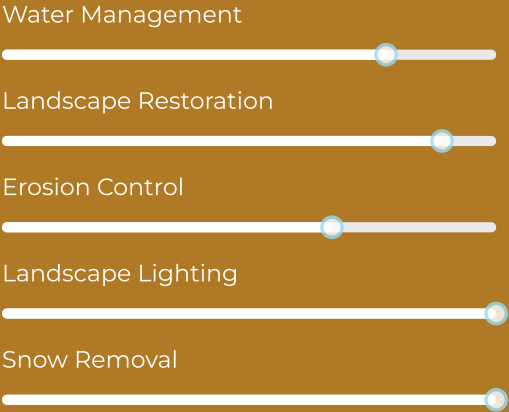 Water Management
Landscape Restoration
Erosion Control
Landscape Lighting
Snow Removal